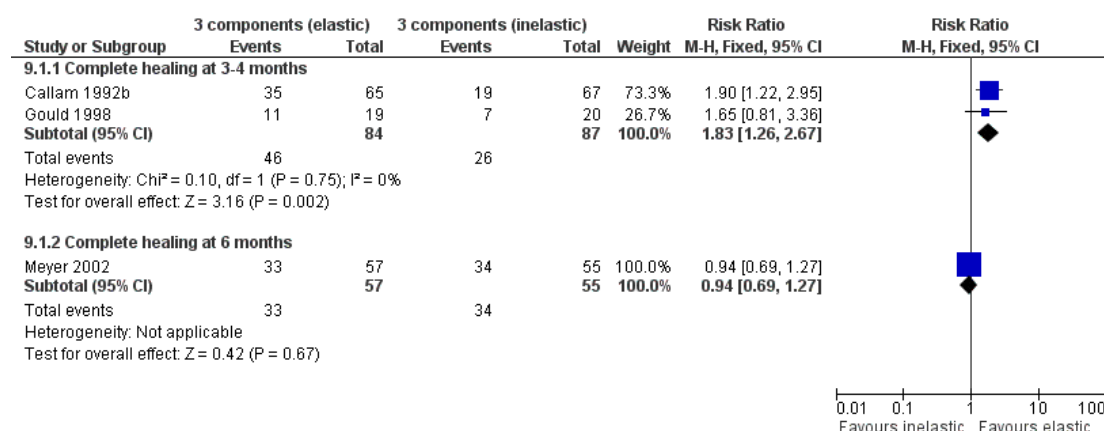 3 components (elastic) 3 components (inelastic) Risk Ratio Risk Ratio
Study or Subgroup Events Total Events Total Weight M-H, Fixed, 95% CI M-H, Fixed, 95% CI
9.1.1 Complete healing at 3-4 months
Callam 1992b 35 65 19 67 73.3% 1.90 [1.22, 2.95]
Gould 1998 11 19 7 20 26.7% 1.65 [0.81, 3.36]
Subtotal (95% CI) 84 87 100.0% 1.83 [1.26, 2.67]
Total events 46 26
Heterogeneity: Chi² = 0.10, df = 1 (P = 0.75); I² = 0%
Test for overall effect: Z = 3.16 (P = 0.002)
9.1.2 Complete healing at 6 months
Meyer 2002 33 57 34 55 100.0% 0.94 [0.69, 1.27]
Subtotal (95% CI) 57 55 100.0% 0.94 [0.69, 1.27]
Total events 33 34
Heterogeneity: Not applicable
Test for overall effect: Z = 0.42 (P = 0.67)
0.01 0.1 1 10 100
Favours inelastic Favours elastic